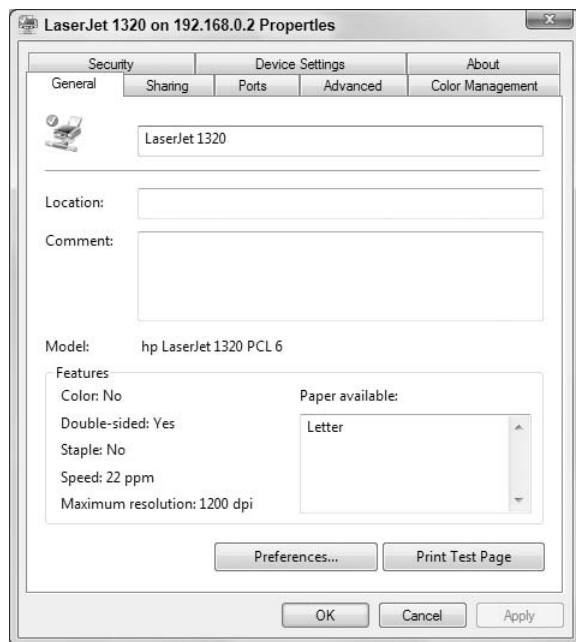 LaserJet 1320 on 192.168.0.2 Properties
Security Device Settings About
General Sharing Ports Advanced Color Management
LaserJet 1320
Location:
Comment:
Model: hp LaserJet 1320 PCL 6
Features
Color: No
Paper available:
Double-sided: Yes
Letter
Staple: No
Speed: 22 ppm
Maximum resolution: 1200 dpi
Preferences... Print Test Page
OK Cancel Apply